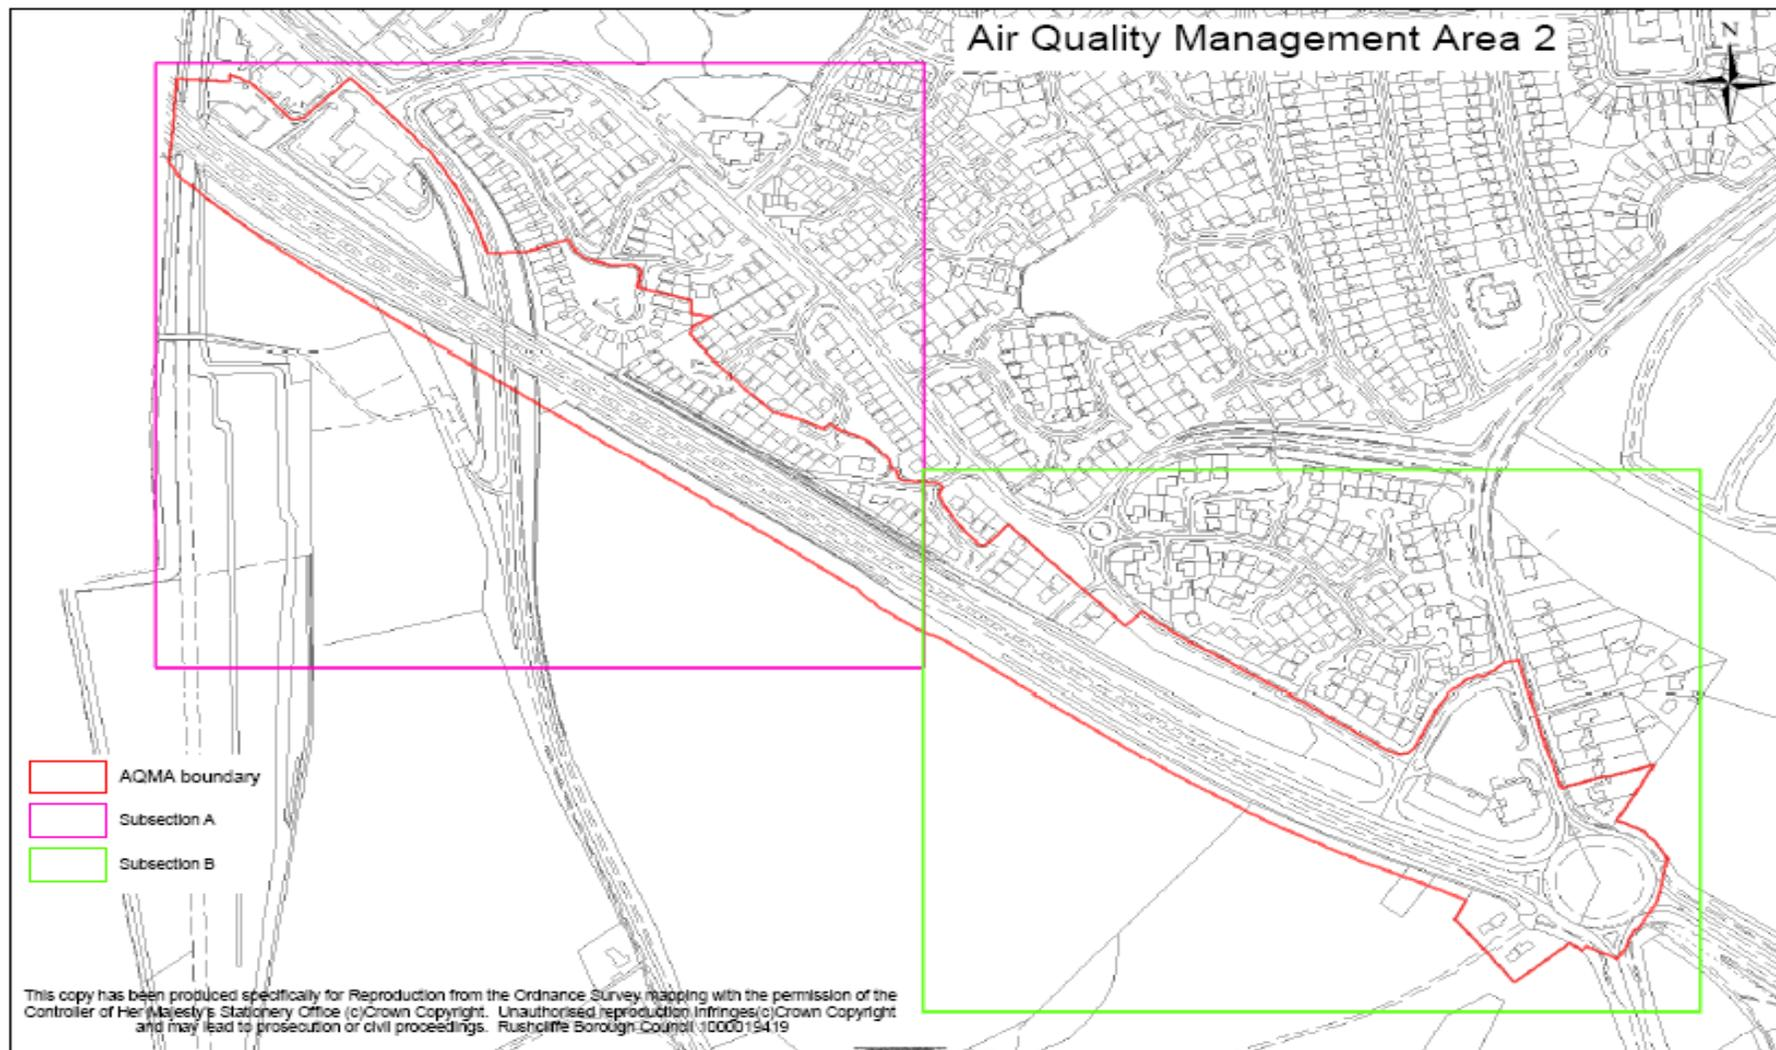 Air Quality Management Area 2
N
AQMA boundary
Subsection A
Subsection B
This copy has been produced specifically for Reproduction from the Ordnance Survey mapping with the permission of the
Controller of Her Majesty's Stationery Office (c)Crown Copyright. Unauthorised reproduction infringes(c)Crown Copyright
and may lead to prosecution or civil proceedings. Rushcliffe Borough Council 1000019419